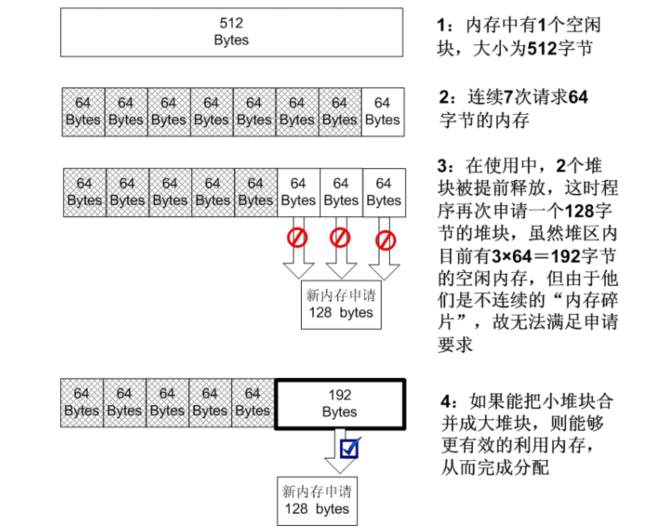 512
Bytes
1：内存中有1个空闲
块，大小为512字节
64 64 64 64 64 64 64 64
Bytes Bytes Bytes Bytes Bytes Bytes Bytes Bytes
2：连续7次请求64
字节的内存
64 64 64 64 64 64 64 64
Bytes Bytes Bytes Bytes Bytes Bytes Bytes Bytes
新内存申请
128 bytes
3：在使用中，2个堆
块被提前释放，这时程
序再次申请一个128字
节的堆块，虽然堆区内
目前有3×64＝192字节
的空闲内存，但由于他
们是不连续的“内存碎
片”，故无法满足申请
要求
64 64 64 64 64 192
Bytes Bytes Bytes Bytes Bytes Bytes
新内存申请
128 bytes
4：如果能把小堆块合
并成大堆块，则能够
更有效的利用内存，
从而完成分配